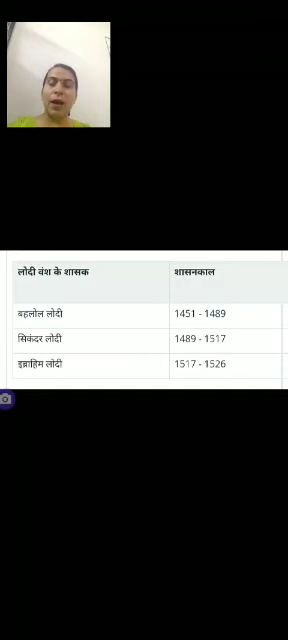 लोदी वंश के शासक शासनकाल
बहलोल लोदी 1451 - 1489
सिकंदर लोदी 1489 - 1517
इब्राहिम लोदी 1517 - 1526